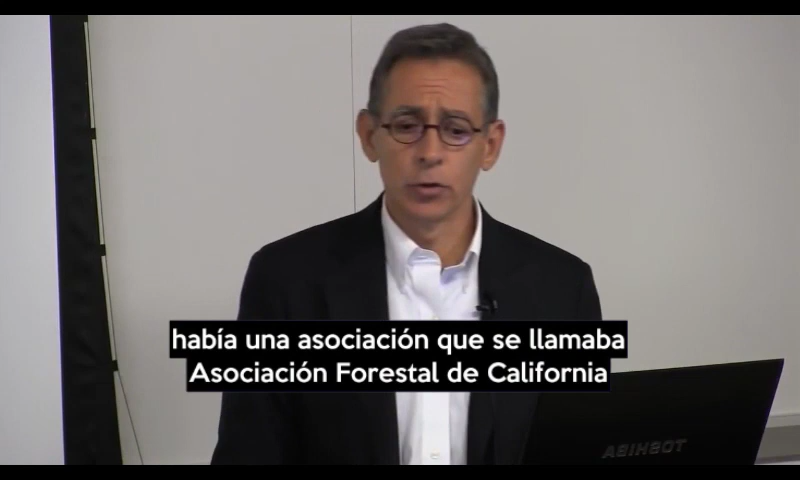 había una asociación que se llamaba
Asociación Forestal de California
TOSHIBA